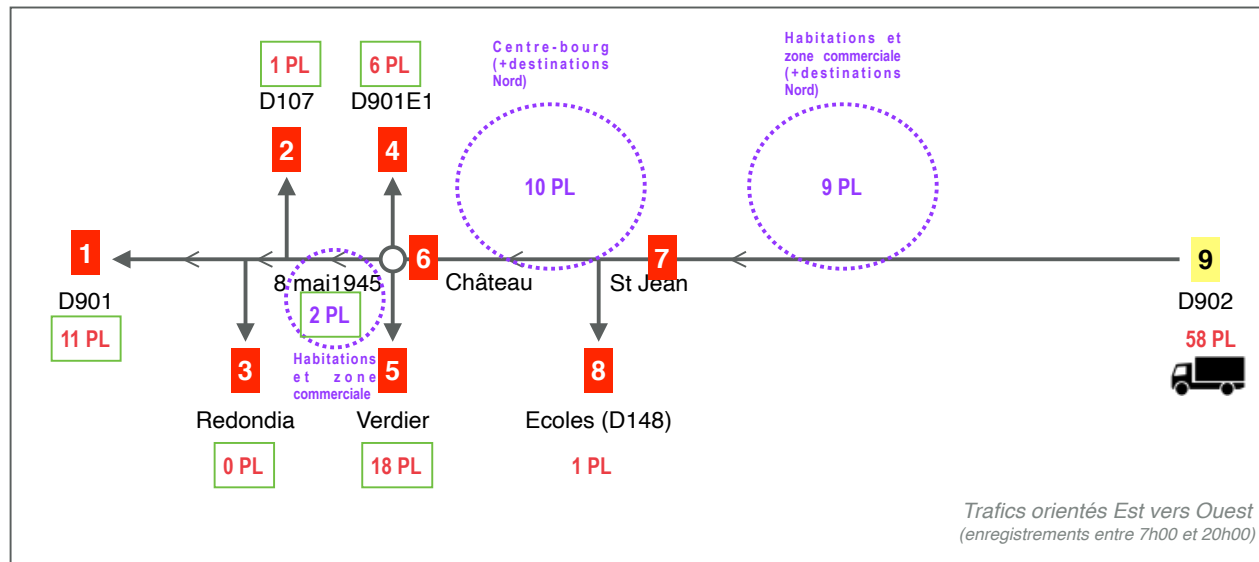 Centre-bourg
(+destinations
Nord)
Habitations et
zone commerciale
(+destinations
Nord)
1 PL
6 PL
D107
D901E1
2
4
10 PL
9 PL
1
6
7
9
8 mai1945
Château
St Jean
D901
D902
11 PL
2 PL
58 PL
Habitations
et zone
commerciale
3
5
8
Redondia
Verdier
Ecoles (D148)
0 PL
18 PL
1 PL
Trafics orientés Est vers Ouest
(enregistrements entre 7h00 et 20h00)